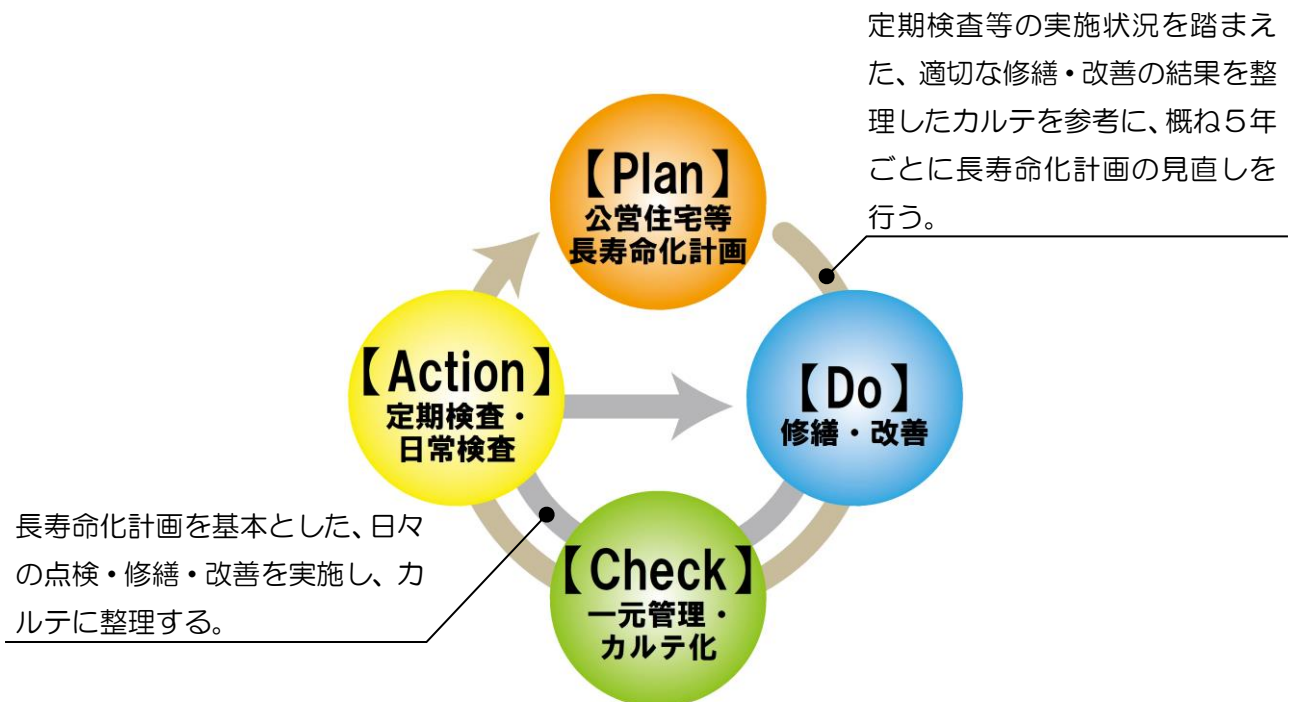 定期検査等の実施状況を踏まえ
た、適切な修繕・改善の結果を整
理したカルテを参考に、概ね５年
ごとに長寿命化計画の見直しを
行う。
【Plan】
公営住宅等
長寿命化計画
【Action】
定期検査・
日常検査
【Do】
修繕・改善
長寿命化計画を基本とした、日々
の点検・修繕・改善を実施し、カ
ルテに整理する。
【Check】
一元管理・
カルテ化